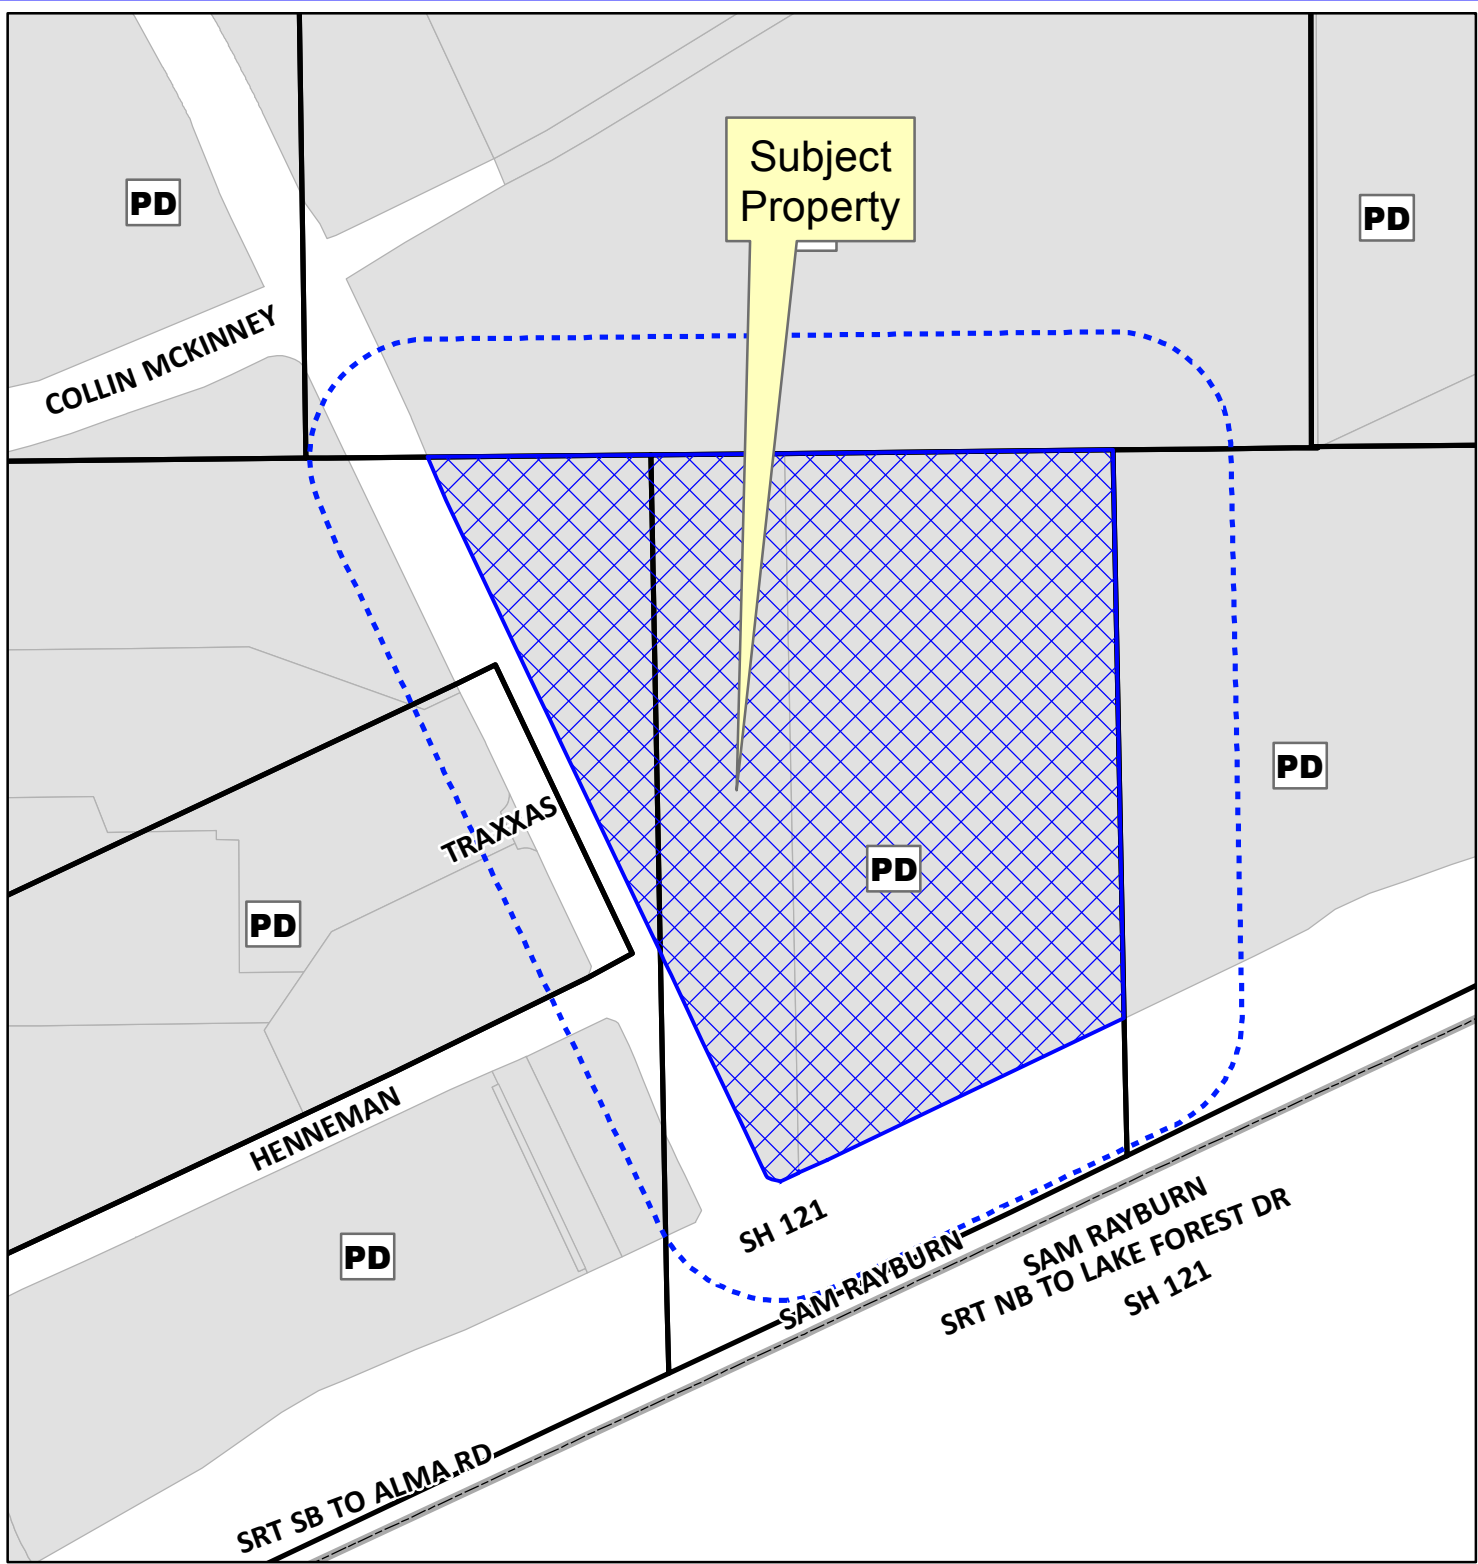 Subject
Property
PD
PD
COLLIN MCKINNEY
PD
TRAXXAS
PD
PD
HENNEMAN
PD
SH 121
SAM RAYBURN
SAM RAYBURN
SRT NB TO LAKE FOREST DR
SH 121
SRT SB TO ALMA RD